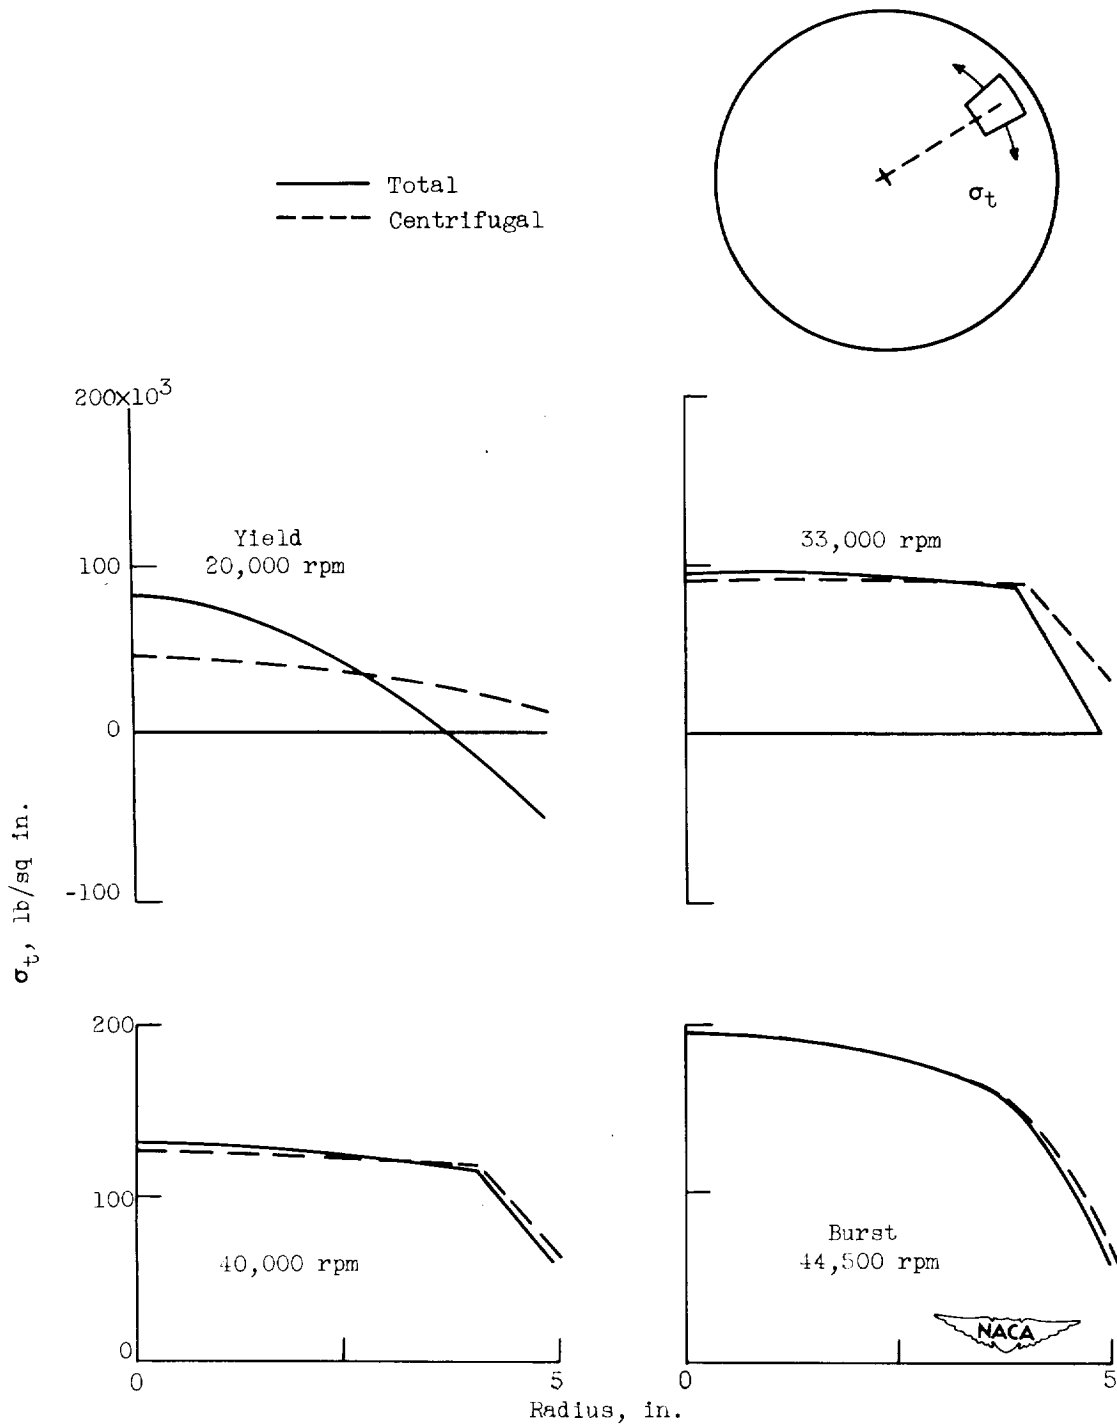 Total
Centrifugal
σt
200×10³
Yield
20,000 rpm
100
0
-100
33,000 rpm
σt, lb/sq in.
200
100
0
40,000 rpm
Burst
44,500 rpm
NACA
0
5
0
5
Radius, in.